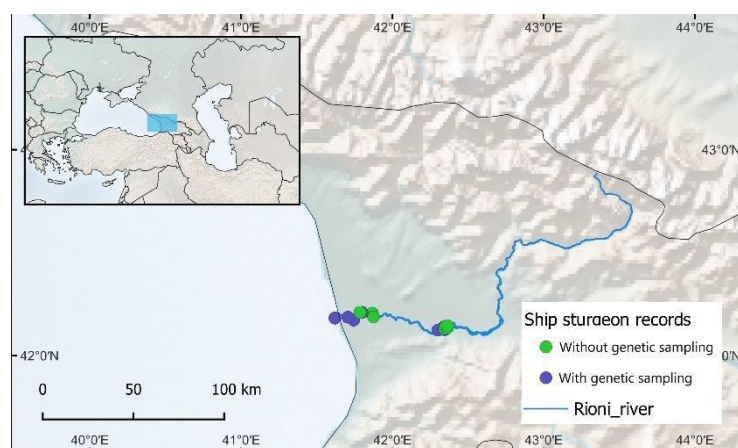 40°0'E 41°0'E 42°0'E 43°0'E 44°0'E
43°0'N
42°0'N
Ship sturgeon records
Without genetic sampling
With genetic sampling
Rioni_river
0 50 100 km
40°0'E 41°0'E 42°0'E 43°0'E 44°0'E